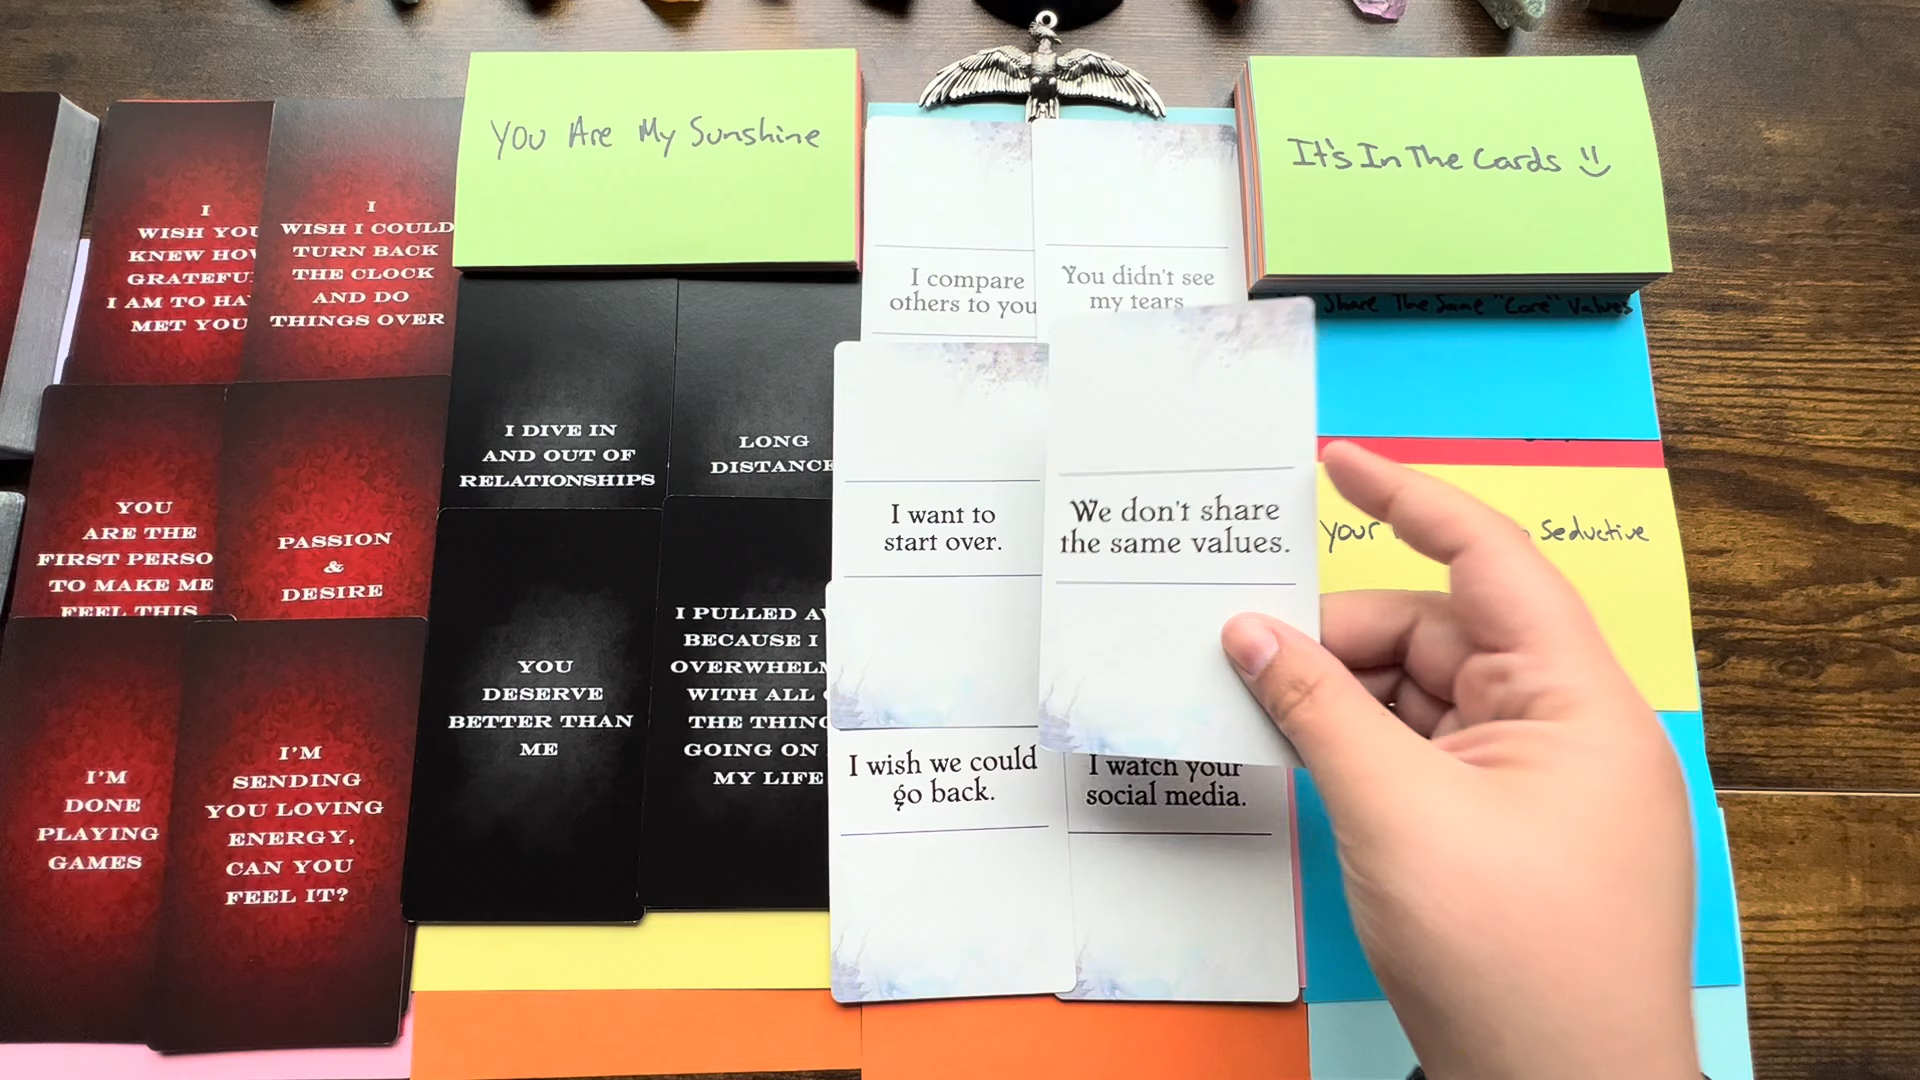 I
WISH YOU
KNEW HOW
GRATEFUL
I AM TO HA
MET YOU
I
WISH I COULD
TURN BACK
THE CLOCK
AND DO
THINGS OVER
YOU
ARE THE
FIRST PERSO
TO MAKE ME
FEEL THIS
PASSION
&
DESIRE
I'M
DONE
PLAYING
GAMES
I'M
SENDING
YOU LOVING
ENERGY,
CAN YOU
FEEL IT?
You Are My Sunshine
I DIVE IN
AND OUT OF
RELATIONSHIPS
LONG
DISTANCE
YOU
DESERVE
BETTER THAN
ME
I PULLED A
BECAUSE I
OVERWHELM
WITH ALL
THE THING
GOING ON
MY LIFE
I compare
others to you
You didn't see
my tears
I want to
start over.
We don't share
the same values.
I wish we could
go back.
I watch your
social media.
It's In The Cards
Share The Same "Core" Values
Your Seductive